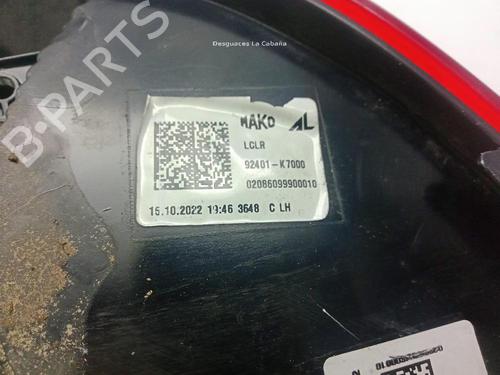 Desguaces La Cabaña
B-PARTS
MAKO AL
LCLR
92401-K7000
02086099900010
15.10.2022 19:46 3648 C LH